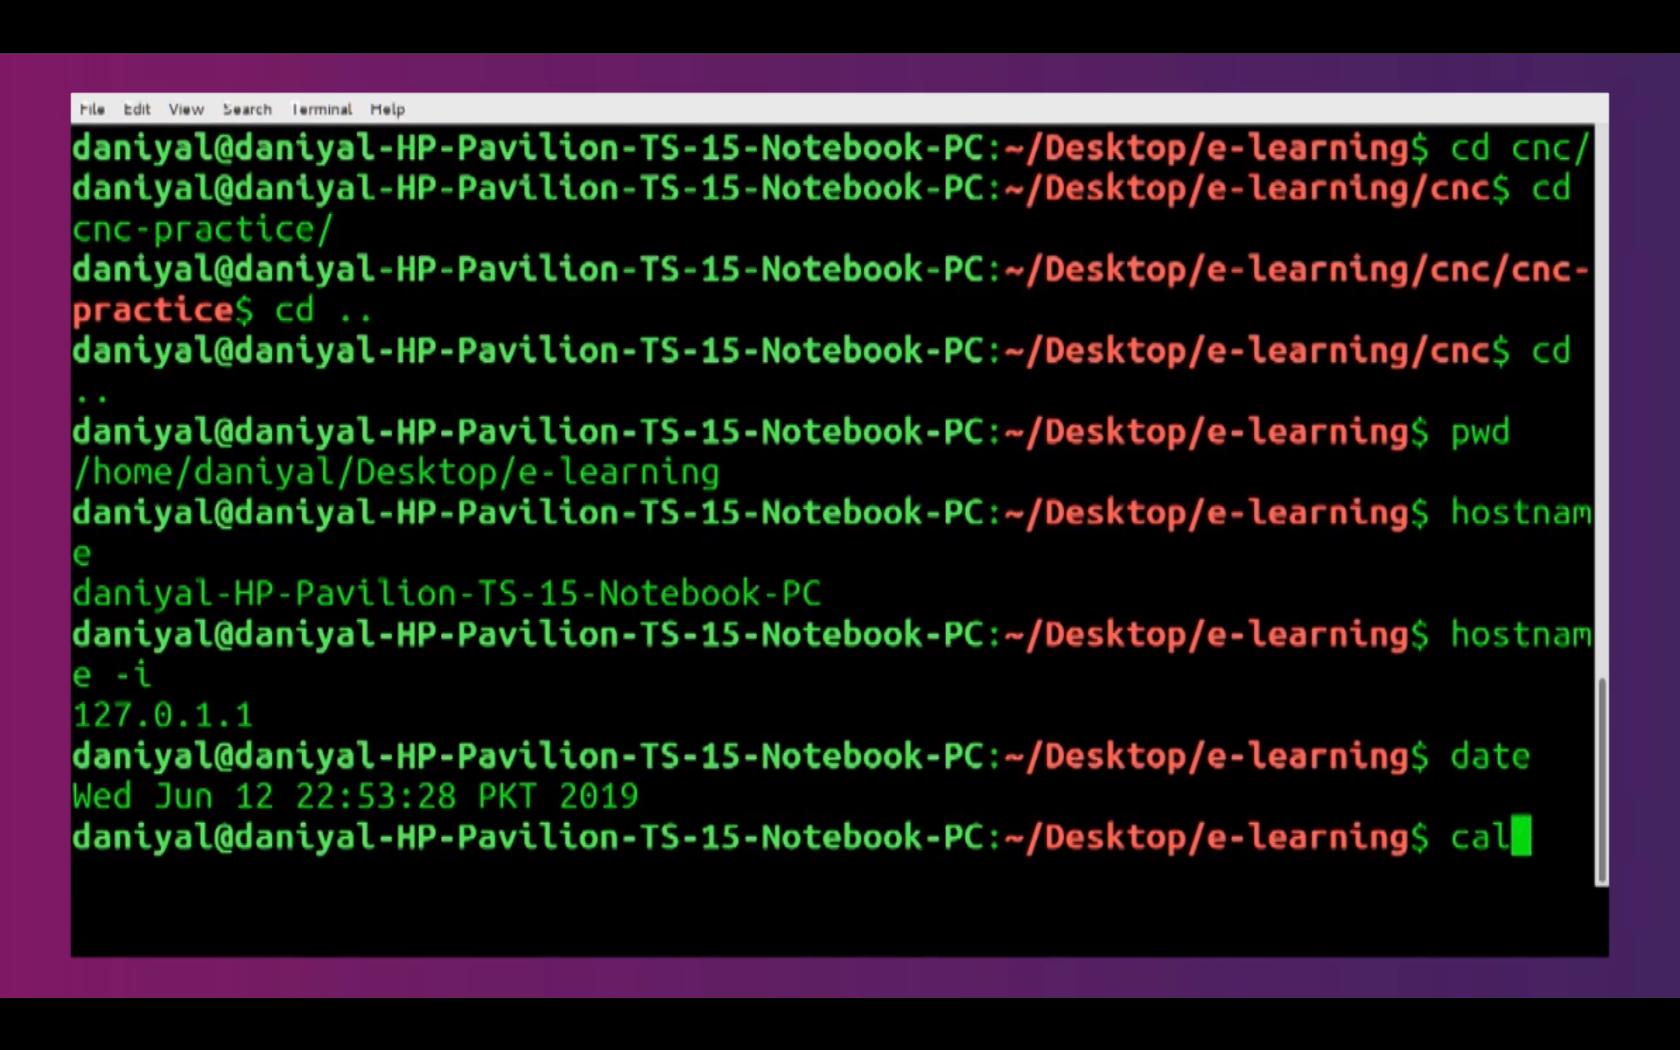 File Edit View Search Terminal Help
daniyal@daniyal-HP-Pavilion-TS-15-Notebook-PC:~/Desktop/e-learning$ cd cnc/
daniyal@daniyal-HP-Pavilion-TS-15-Notebook-PC:~/Desktop/e-learning/cnc$ cd
cnc-practice/
daniyal@daniyal-HP-Pavilion-TS-15-Notebook-PC:~/Desktop/e-learning/cnc/cnc-
practice$ cd ..
daniyal@daniyal-HP-Pavilion-TS-15-Notebook-PC:~/Desktop/e-learning/cnc$ cd
..
daniyal@daniyal-HP-Pavilion-TS-15-Notebook-PC:~/Desktop/e-learning$ pwd
/home/daniyal/Desktop/e-learning
daniyal@daniyal-HP-Pavilion-TS-15-Notebook-PC:~/Desktop/e-learning$ hostnam
e
daniyal-HP-Pavilion-TS-15-Notebook-PC
daniyal@daniyal-HP-Pavilion-TS-15-Notebook-PC:~/Desktop/e-learning$ hostnam
e -i
127.0.1.1
daniyal@daniyal-HP-Pavilion-TS-15-Notebook-PC:~/Desktop/e-learning$ date
Wed Jun 12 22:53:28 PKT 2019
daniyal@daniyal-HP-Pavilion-TS-15-Notebook-PC:~/Desktop/e-learning$ cal